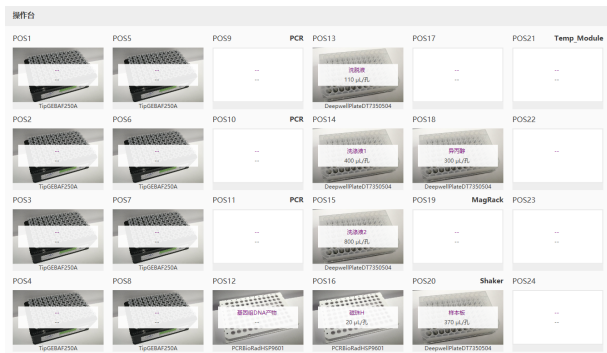 操作台
POS1
POS5
POS9 PCR
POS13
POS17
POS21 Temp_Module
--
--
--
洗脱液
--
--
--
--
--
110 μL/孔
--
--
TipGEBAF250A
TipGEBAF250A
DeepwellPlateDT7350504
POS2
POS6
POS10 PCR
POS14
POS18
POS22
--
--
--
洗涤液1
异丙醇
--
--
--
--
400 μL/孔
300 μL/孔
--
TipGEBAF250A
TipGEBAF250A
DeepwellPlateDT7350504
DeepwellPlateDT7350504
POS3
POS7
POS11 PCR
POS15
POS19 MagRack
POS23
--
--
--
洗涤液2
--
--
--
--
--
800 μL/孔
--
--
TipGEBAF250A
TipGEBAF250A
DeepwellPlateDT7350504
POS4
POS8
POS12
POS16
POS20 Shaker
POS24
--
--
基因组DNA产物
磁珠H
样本板
--
--
--
--
20 μL/孔
370 μL/孔
--
TipGEBAF250A
TipGEBAF250A
PCRBioRadHSP9601
PCRBioRadHSP9601
DeepwellPlateDT7350504